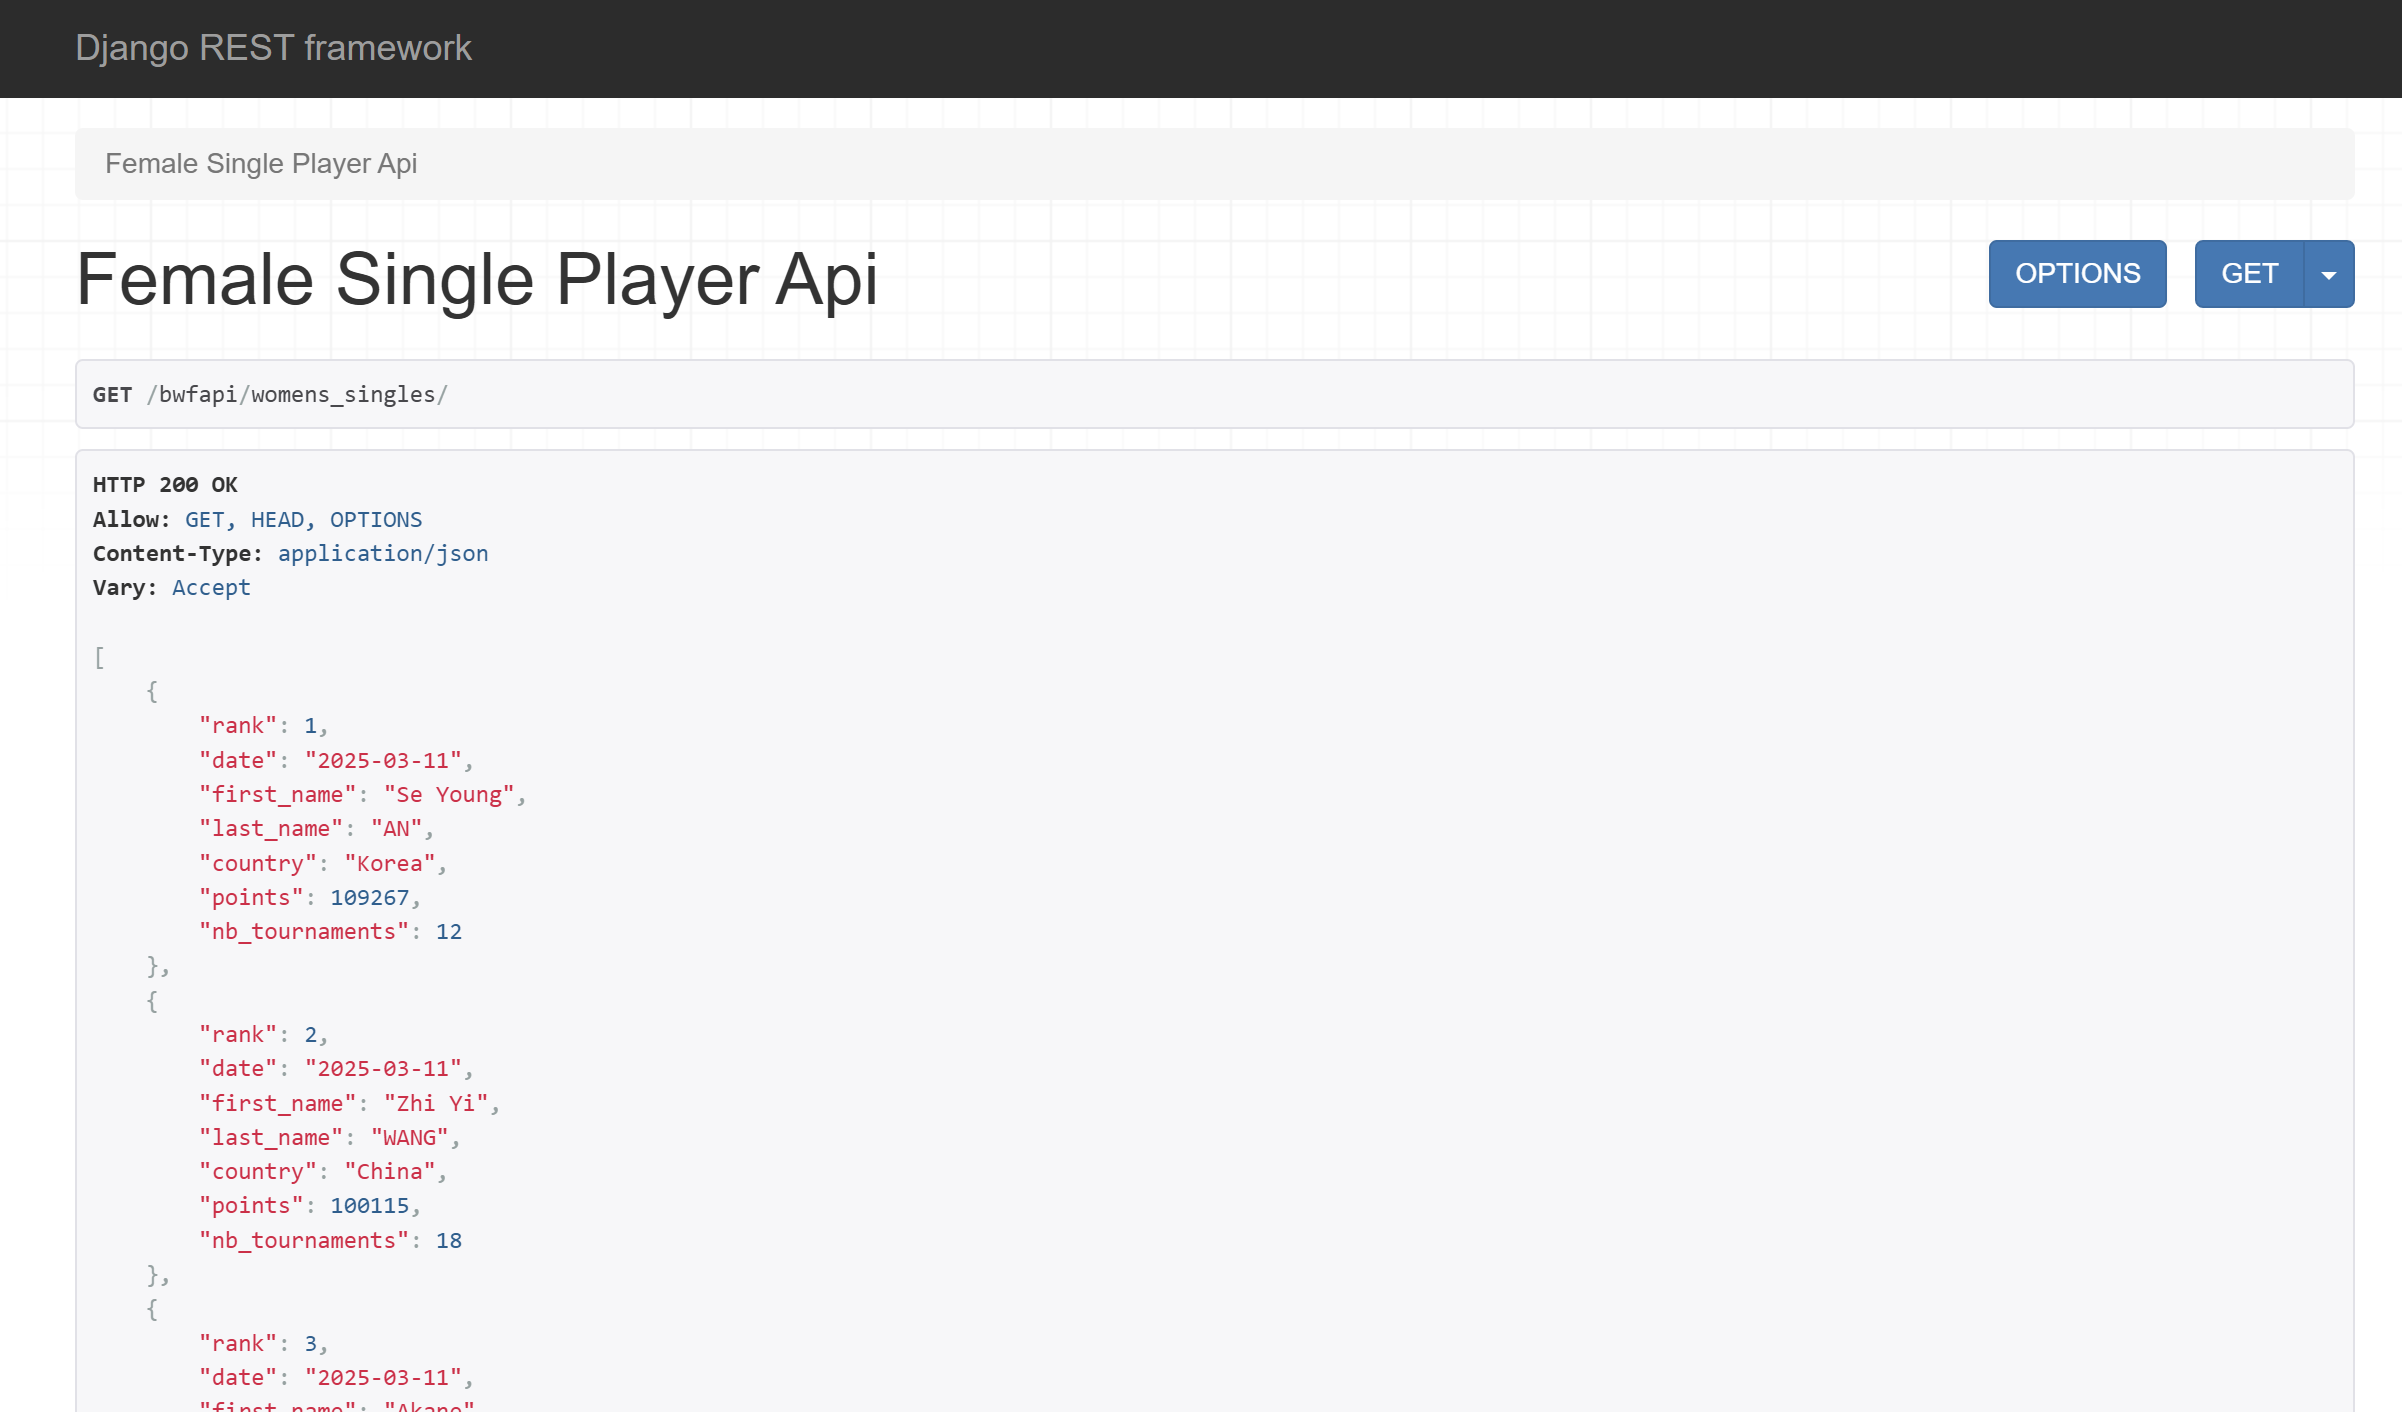 Django REST framework
Female Single Player Api
Female Single Player Api
OPTIONS
GET
GET /bwfapi/womens_singles/
HTTP 200 OK
Allow: GET, HEAD, OPTIONS
Content-Type: application/json
Vary: Accept
[
    {
        "rank": 1,
        "date": "2025-03-11",
        "first_name": "Se Young",
        "last_name": "AN",
        "country": "Korea",
        "points": 109267,
        "nb_tournaments": 12
    },
    {
        "rank": 2,
        "date": "2025-03-11",
        "first_name": "Zhi Yi",
        "last_name": "WANG",
        "country": "China",
        "points": 100115,
        "nb_tournaments": 18
    },
    {
        "rank": 3,
        "date": "2025-03-11",
        "first_name": "Akane"